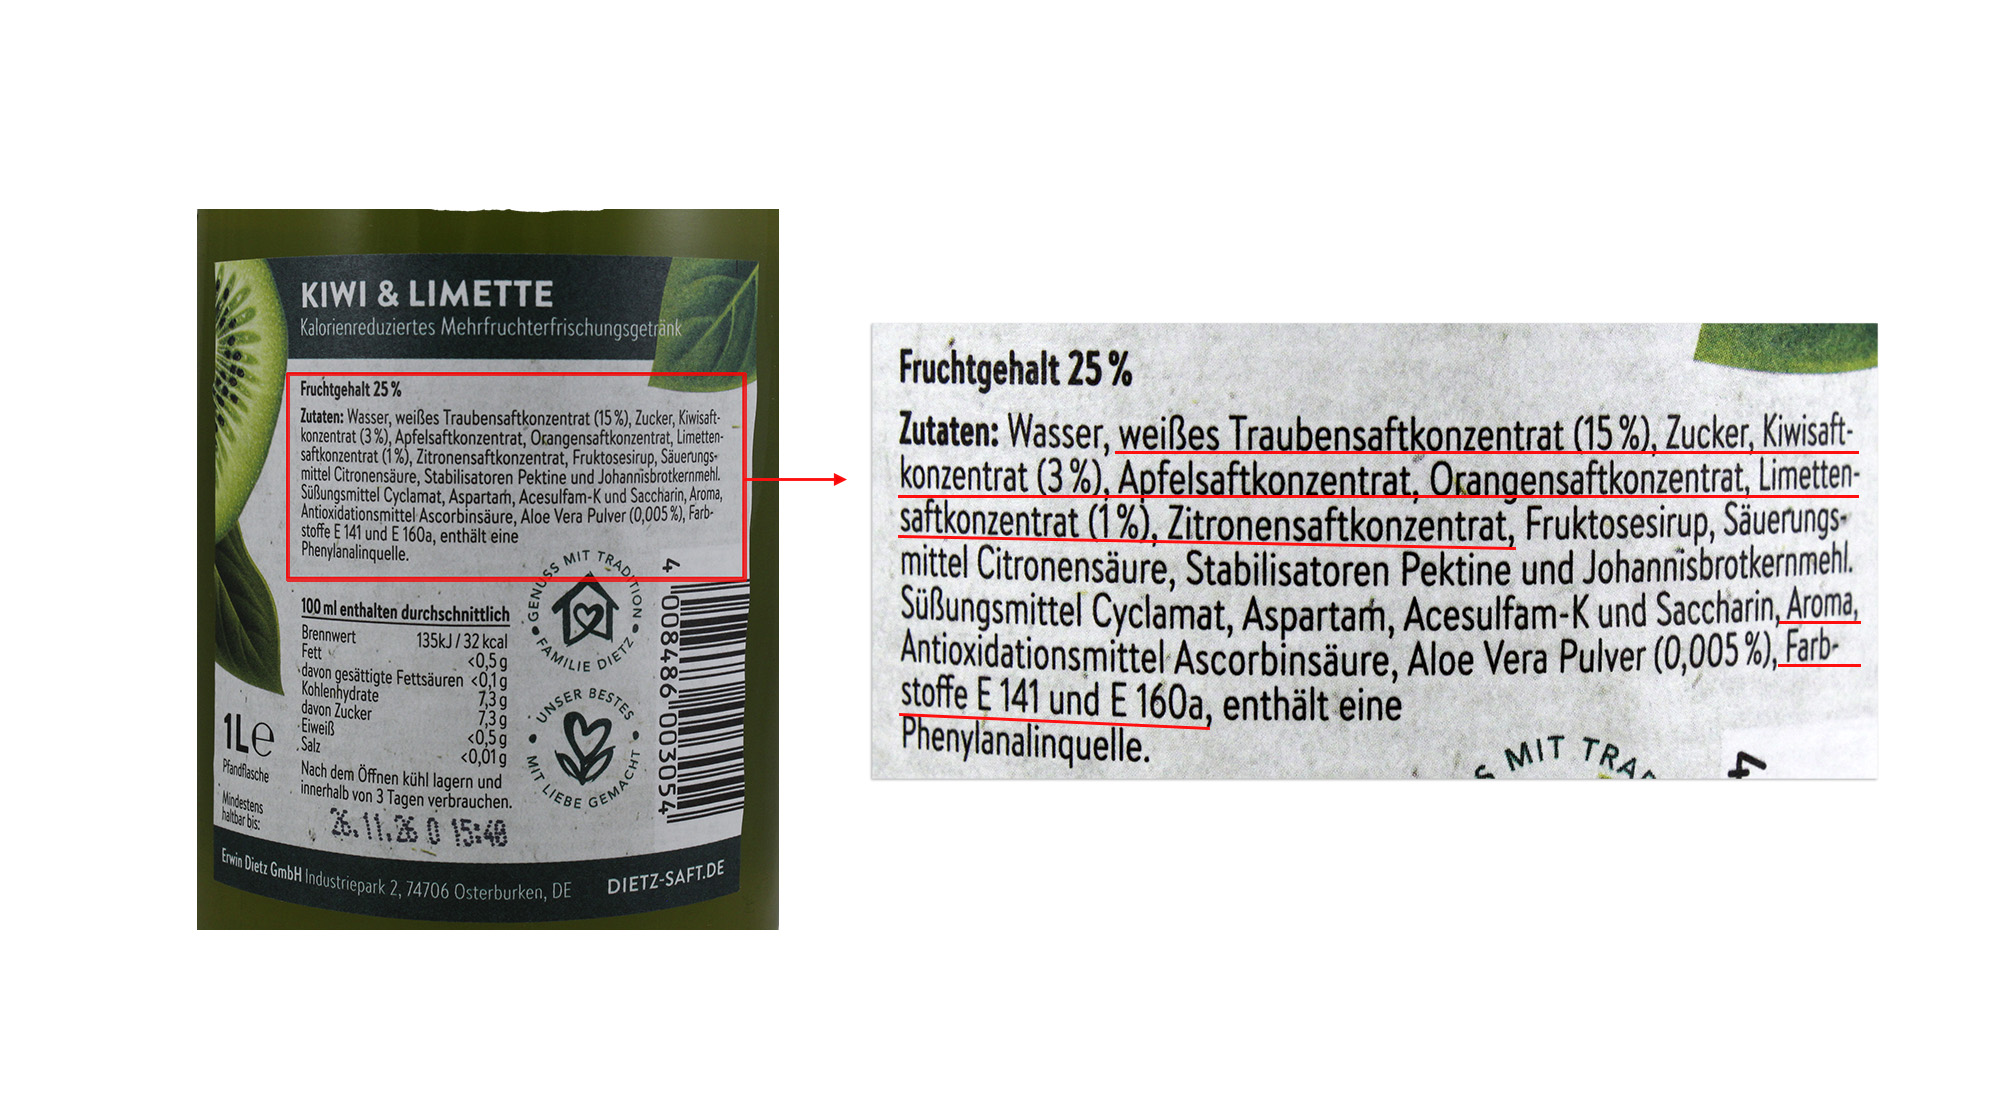 KIWI & LIMETTE
Kalorienreduziertes Mehrfruchterfrischungsgetränk
Fruchtgehalt 25 %
Zutaten: Wasser, weißes Traubensaftkonzentrat (15 %), Zucker, Kiwisaft-
konzentrat (3 %), Apfelsaftkonzentrat, Orangensaftkonzentrat, Limetten-
saftkonzentrat (1 %), Zitronensaftkonzentrat, Fruktosesirup, Säuerungs-
mittel Citronensäure, Stabilisatoren Pektine und Johannisbrotkernmehl.
Süßungsmittel Cyclamat, Aspartam, Acesulfam-K und Saccharin, Aroma,
Antioxidationsmittel Ascorbinsäure, Aloe Vera Pulver (0,005 %), Farb-
stoffe E 141 und E 160a, enthält eine
Phenylanalinquelle.
100 ml enthalten durchschnittlich
Brennwert 135kJ / 32 kcal
Fett <0,5 g
davon gesättigte Fettsäuren <0,1 g
Kohlenhydrate 7,3 g
davon Zucker 7,3 g
Eiweiß <0,5 g
Salz <0,01 g
Nach dem Öffnen kühl lagern und
innerhalb von 3 Tagen verbrauchen.
1L e
Pfandflasche
Mindestens
haltbar bis:
26.11.26 0 15:40
GENUSS MIT TRADITION
FAMILIE DIETZ
UNSER BESTES
MIT LIEBE GEMACHT
4 008486 003054
Erwin Dietz GmbH Industriepark 2, 74706 Osterburken, DE
DIETZ-SAFT.DE
Fruchtgehalt 25 %
Zutaten: Wasser, weißes Traubensaftkonzentrat (15 %), Zucker, Kiwisaft-
konzentrat (3 %), Apfelsaftkonzentrat, Orangensaftkonzentrat, Limetten-
saftkonzentrat (1 %), Zitronensaftkonzentrat, Fruktosesirup, Säuerungs-
mittel Citronensäure, Stabilisatoren Pektine und Johannisbrotkernmehl.
Süßungsmittel Cyclamat, Aspartam, Acesulfam-K und Saccharin, Aroma,
Antioxidationsmittel Ascorbinsäure, Aloe Vera Pulver (0,005 %), Farb-
stoffe E 141 und E 160a, enthält eine
Phenylanalinquelle.
S MIT TRA
4